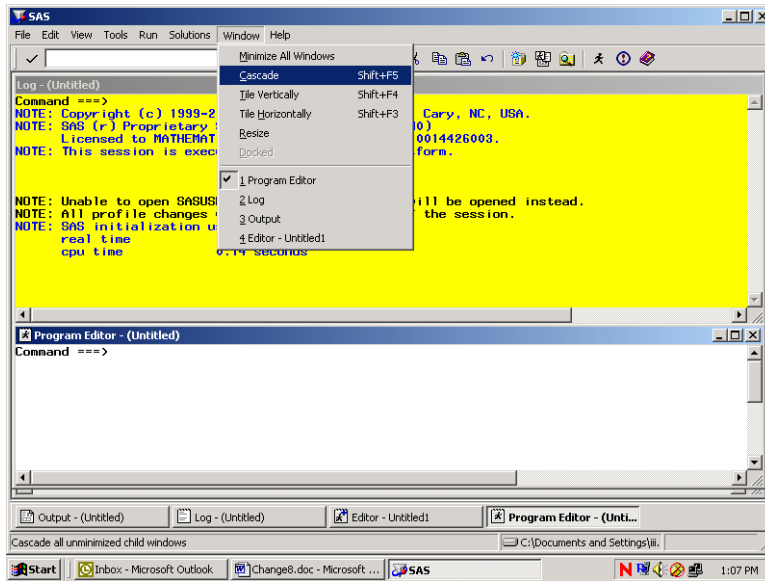 SAS
File Edit View Tools Run Solutions Window Help
Minimize All Windows
Cascade Shift+F5
Tile Vertically Shift+F4
Tile Horizontally Shift+F3
Resize
Docked
1 Program Editor
2 Log
3 Output
4 Editor - Untitled1
Log - (Untitled)
Command ===>
NOTE: Copyright (c) 1999-2 Cary, NC, USA.
NOTE: SAS (r) Proprietary
Licensed to MATHEMAT 0014426003.
NOTE: This session is exec form.
NOTE: Unable to open SASUS ill be opened instead.
NOTE: All profile changes the session.
NOTE: SAS initialization u
real time
cpu time 0.14 seconds
Program Editor - (Untitled)
Command ===>
Output - (Untitled) Log - (Untitled) Editor - Untitled1 Program Editor - (Unti...
Cascade all unminimized child windows C:\Documents and Settings\
Start Inbox - Microsoft Outlook Change8.doc - Microsoft ... SAS 1:07 PM